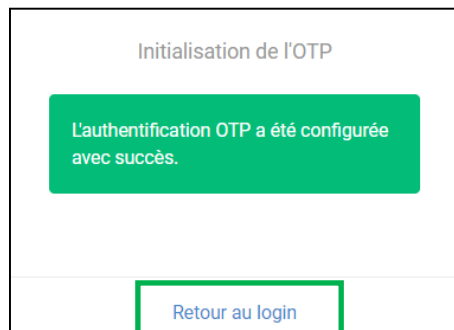 Initialisation de l'OTP
L'authentification OTP a été configurée
avec succès.
Retour au login